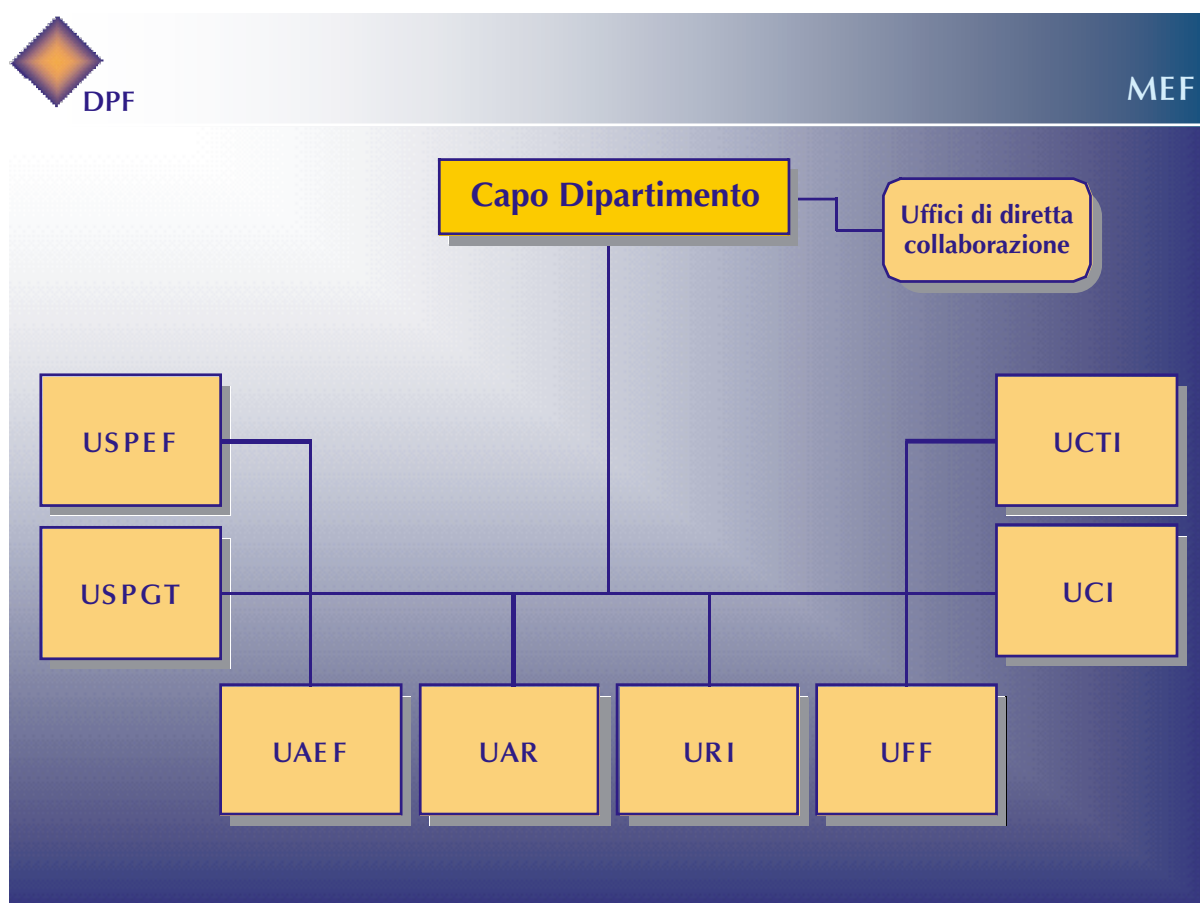 DPF
MEF
Capo Dipartimento
Uffici di diretta
collaborazione
USPEF
UCTI
USPGT
UCI
UAEF
UAR
URI
UFF